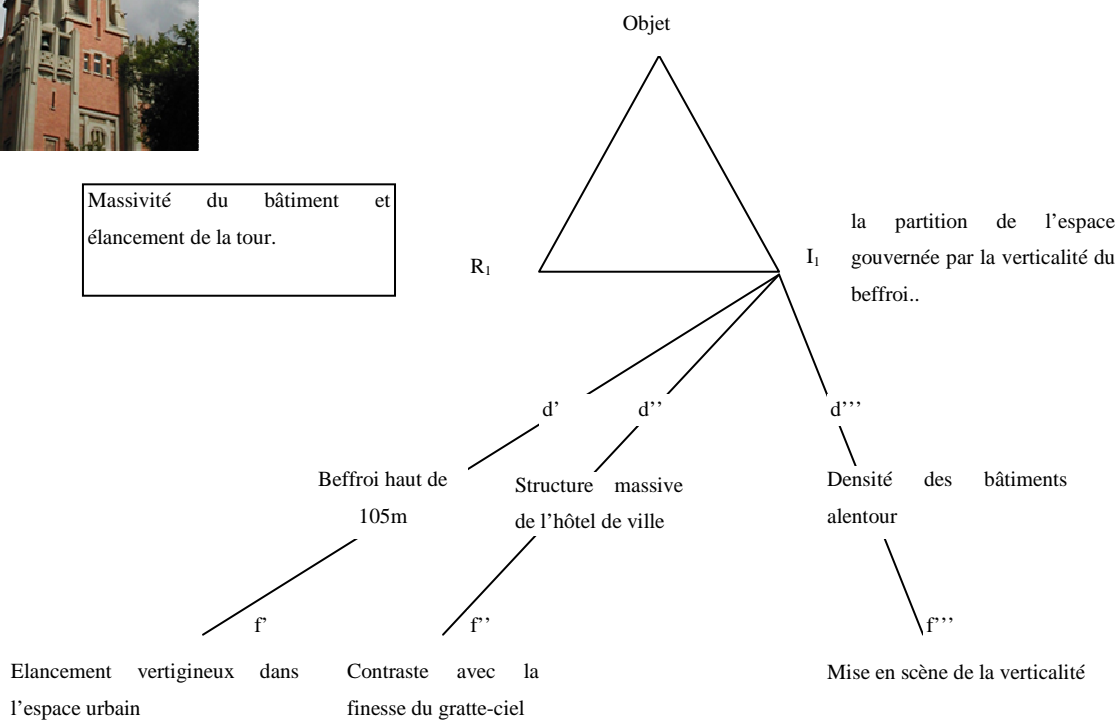 Objet
Massivité du bâtiment et
élancement de la tour.
R₁
I₁
la partition de l’espace
gouvernée par la verticalité du
beffroi..
d’
d’’
d’’’
Beffroi haut de
105m
Structure massive
de l’hôtel de ville
Densité des bâtiments
alentour
f’
f’’
f’’’
Elancement vertigineux dans
l’espace urbain
Contraste avec la
finesse du gratte-ciel
Mise en scène de la verticalité